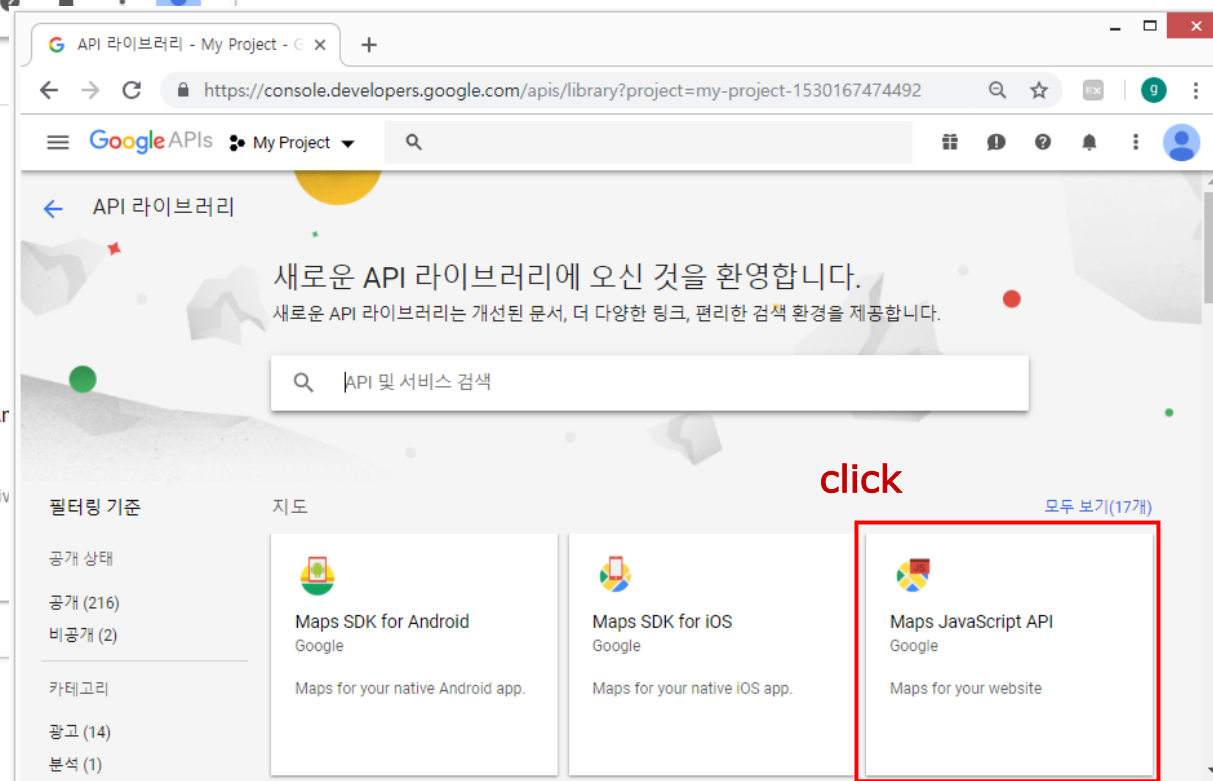 API 라이브러리 - My Project - G
https://console.developers.google.com/apis/library?project=my-project-1530167474492
g
Google APIs My Project
API 라이브러리
새로운 API 라이브러리에 오신 것을 환영합니다.
새로운 API 라이브러리는 개선된 문서, 더 다양한 링크, 편리한 검색 환경을 제공합니다.
API 및 서비스 검색
click
필터링 기준
지도
모두 보기(17개)
공개 상태
공개 (216)
비공개 (2)
카테고리
광고 (14)
분석 (1)
Maps SDK for Android
Google
Maps for your native Android app.
Maps SDK for iOS
Google
Maps for your native iOS app.
JS
Maps JavaScript API
Google
Maps for your website